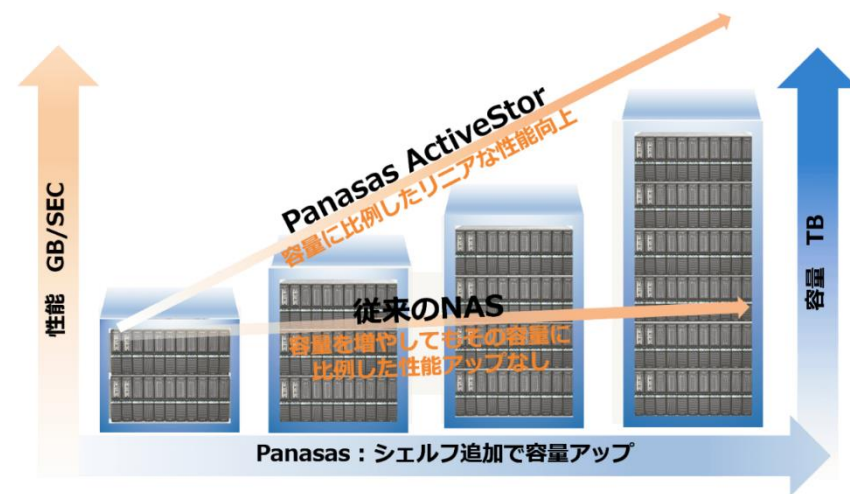 Panasas ActiveStor
容量に比例したリニアな性能向上
従来のNAS
容量を増やしてもその容量に
比例した性能アップなし
性能 GB/SEC
容量 TB
Panasas:シェルフ追加で容量アップ